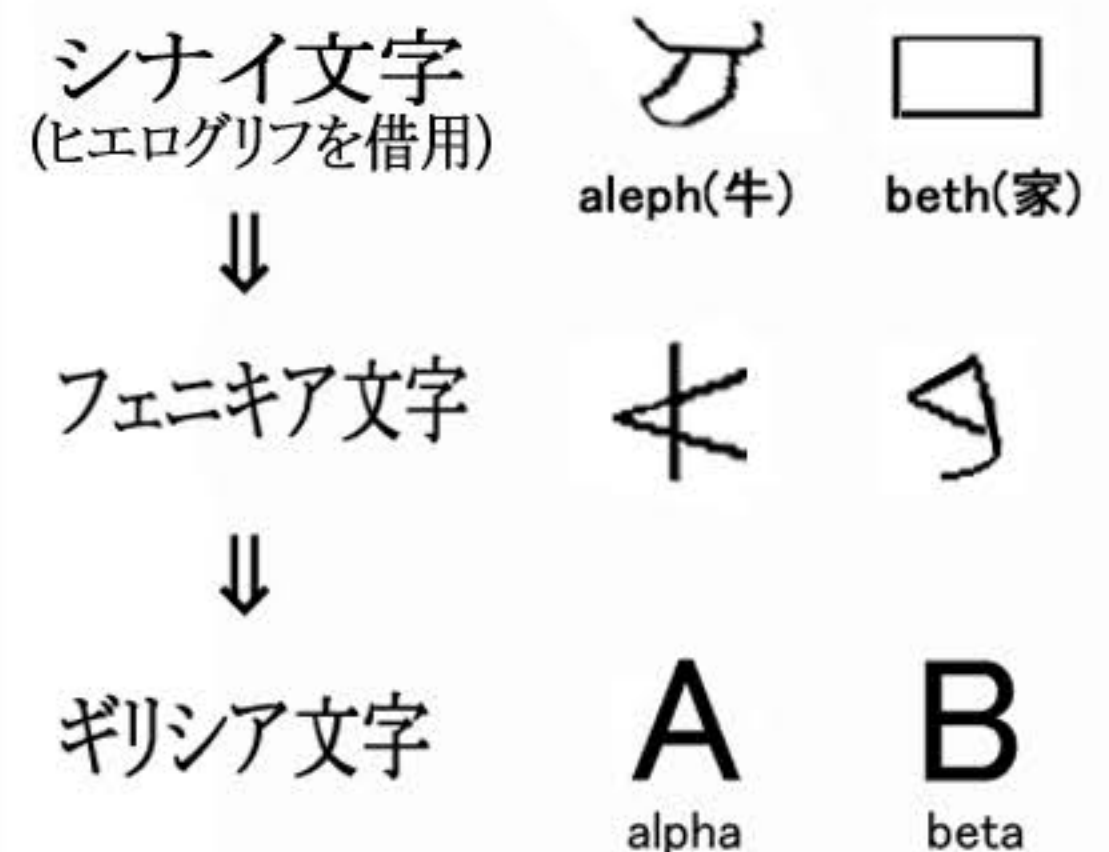 シナイ文字
(ヒエログリフを借用)
aleph(牛)
beth(家)
⇓
フェニキア文字
⇓
ギリシア文字
A
B
alpha
beta